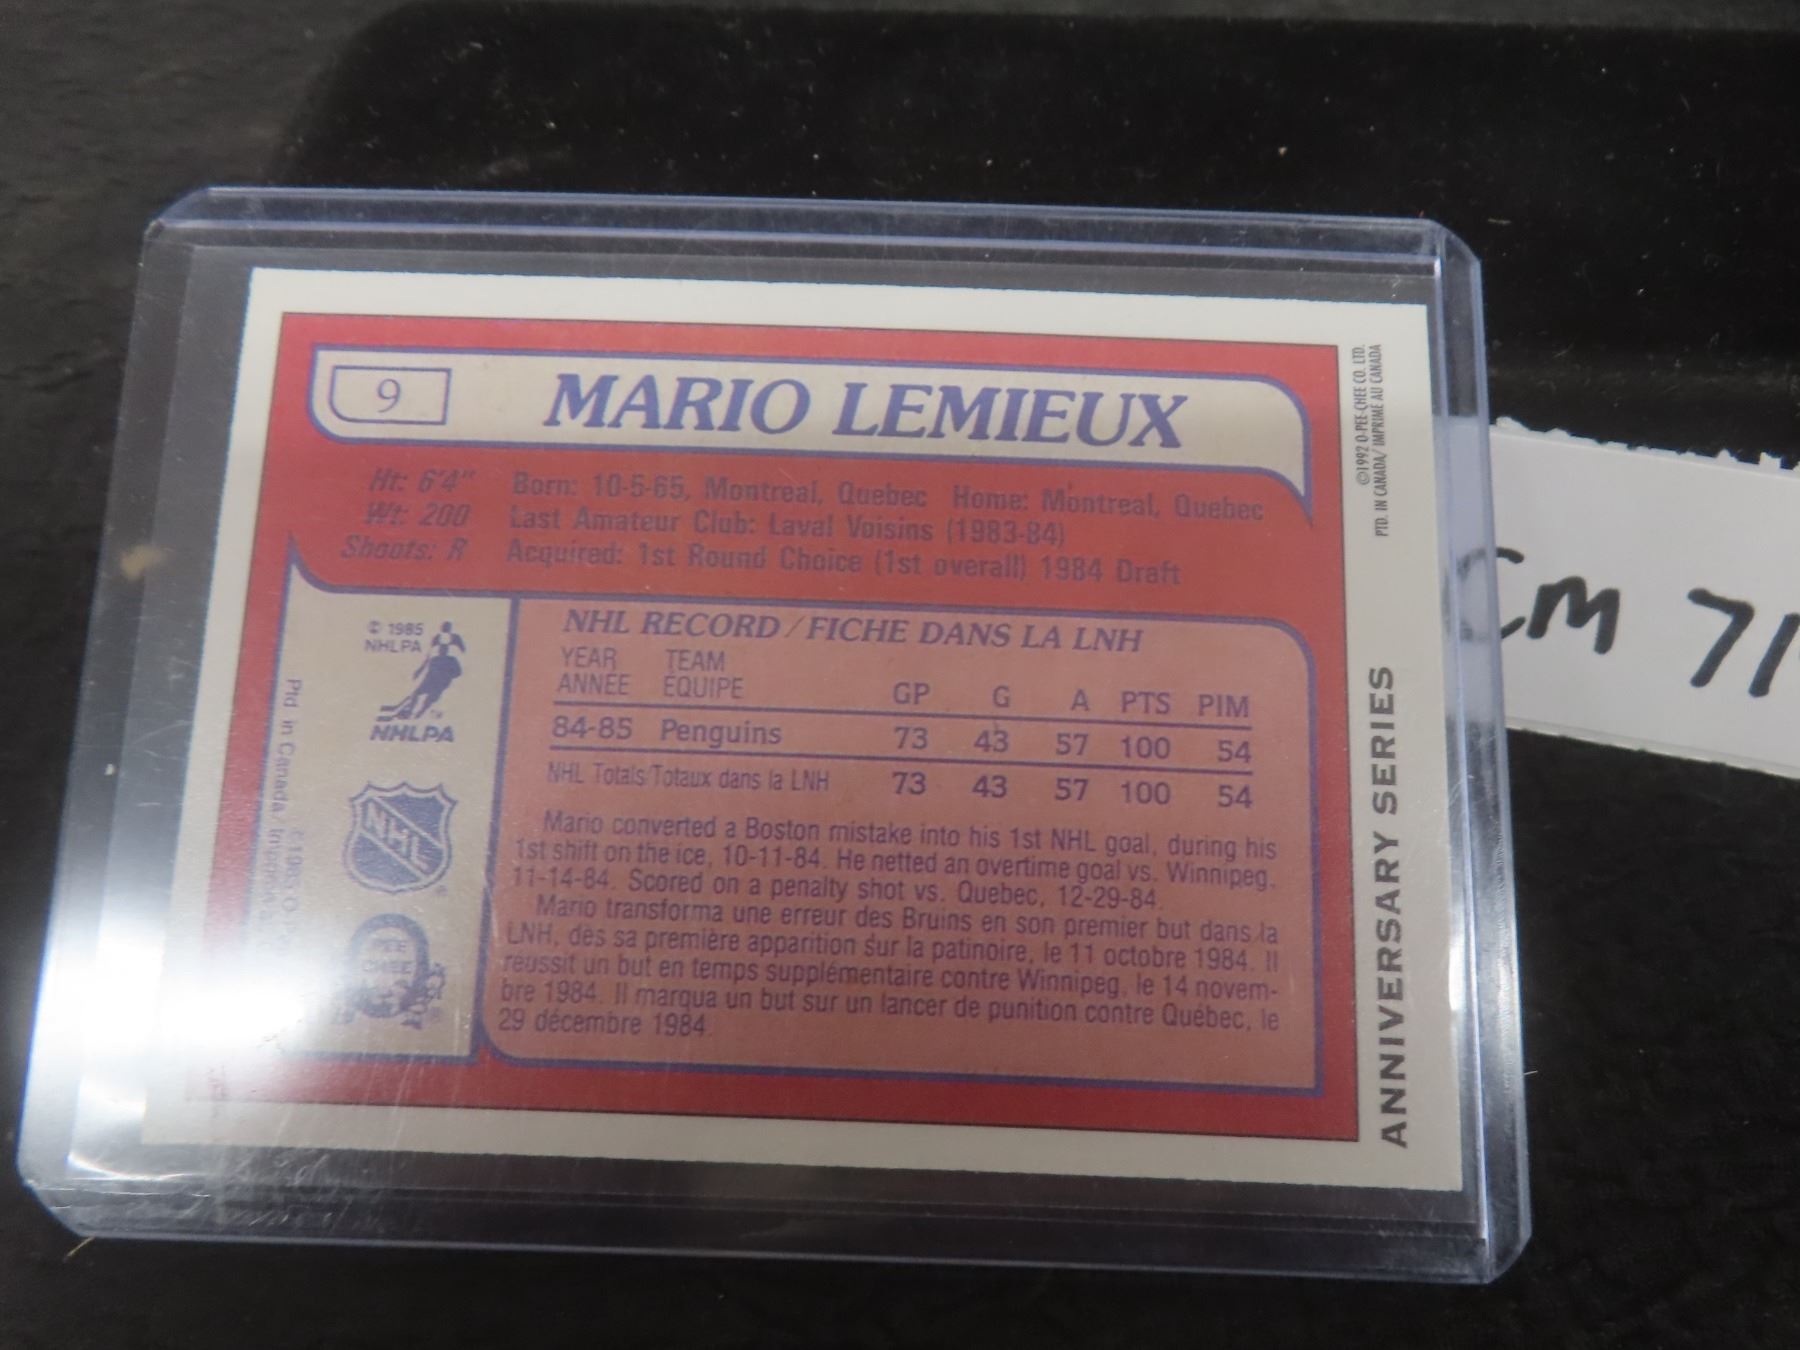 9
MARIO LEMIEUX
Ht: 6'4" Born: 10-5-65, Montreal, Quebec Home: Montreal, Quebec
Wt: 200 Last Amateur Club: Laval Voisins (1983-84)
Shoots: R Acquired: 1st Round Choice (1st overall) 1984 Draft
© 1985
NHLPA
NHLPA
NHL
PEE
CHEE
Ptd. in Canada/
NHL RECORD/FICHE DANS LA LNH
YEAR TEAM
ANNÉE ÉQUIPE GP G A PTS PIM
84-85 Penguins 73 43 57 100 54
NHL Totals/Totaux dans la LNH 73 43 57 100 54
Mario converted a Boston mistake into his 1st NHL goal, during his
1st shift on the ice, 10-11-84. He netted an overtime goal vs. Winnipeg,
11-14-84. Scored on a penalty shot vs. Quebec, 12-29-84.
Mario transforma une erreur des Bruins en son premier but dans la
LNH, dès sa première apparition sur la patinoire, le 11 octobre 1984. Il
réussit un but en temps supplémentaire contre Winnipeg, le 14 novem-
bre 1984. Il marqua un but sur un lancer de punition contre Québec, le
29 décembre 1984.
©1992 O-PEE-CHEE CO. LTD.
PTD. IN CANADA/IMPRIMÉ AU CANADA
ANNIVERSARY SERIES
CM 71